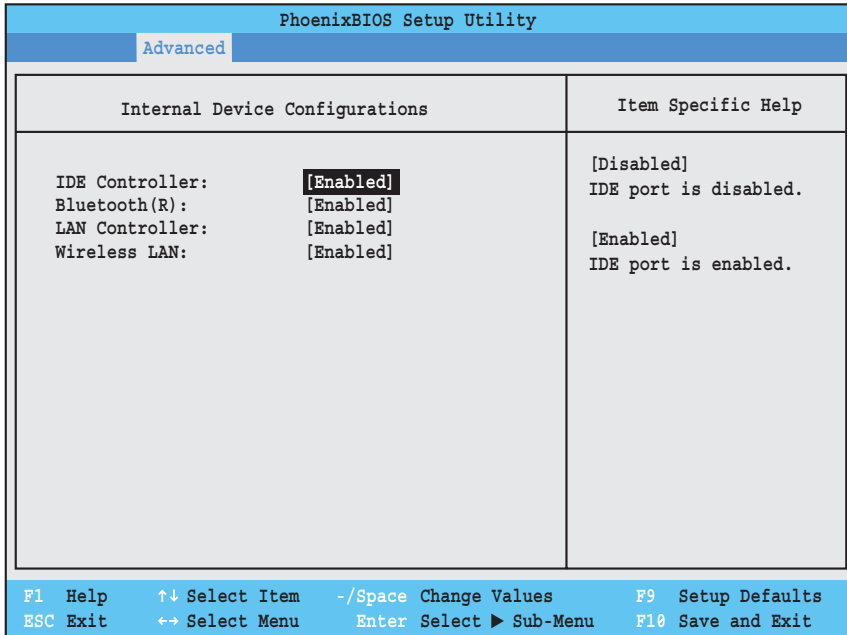 PhoenixBIOS Setup Utility
Advanced
Internal Device Configurations
IDE Controller: [Enabled]
Bluetooth(R): [Enabled]
LAN Controller: [Enabled]
Wireless LAN: [Enabled]
Item Specific Help
[Disabled]
IDE port is disabled.
[Enabled]
IDE port is enabled.
F1 Help ↑↓ Select Item -/Space Change Values F9 Setup Defaults
ESC Exit ←→ Select Menu Enter Select ▶ Sub-Menu F10 Save and Exit